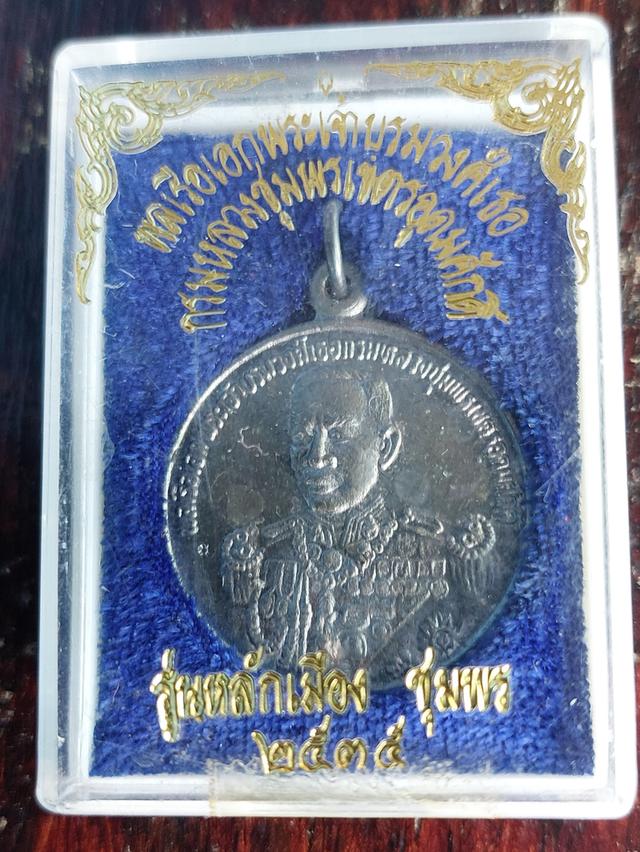 พลเรือเอกพระเจ้าบรมวงศ์เธอ
กรมหลวงชุมพรเขตรอุดมศักดิ์
รุ่นหลักเมือง ชุมพร
๒๕๓๕